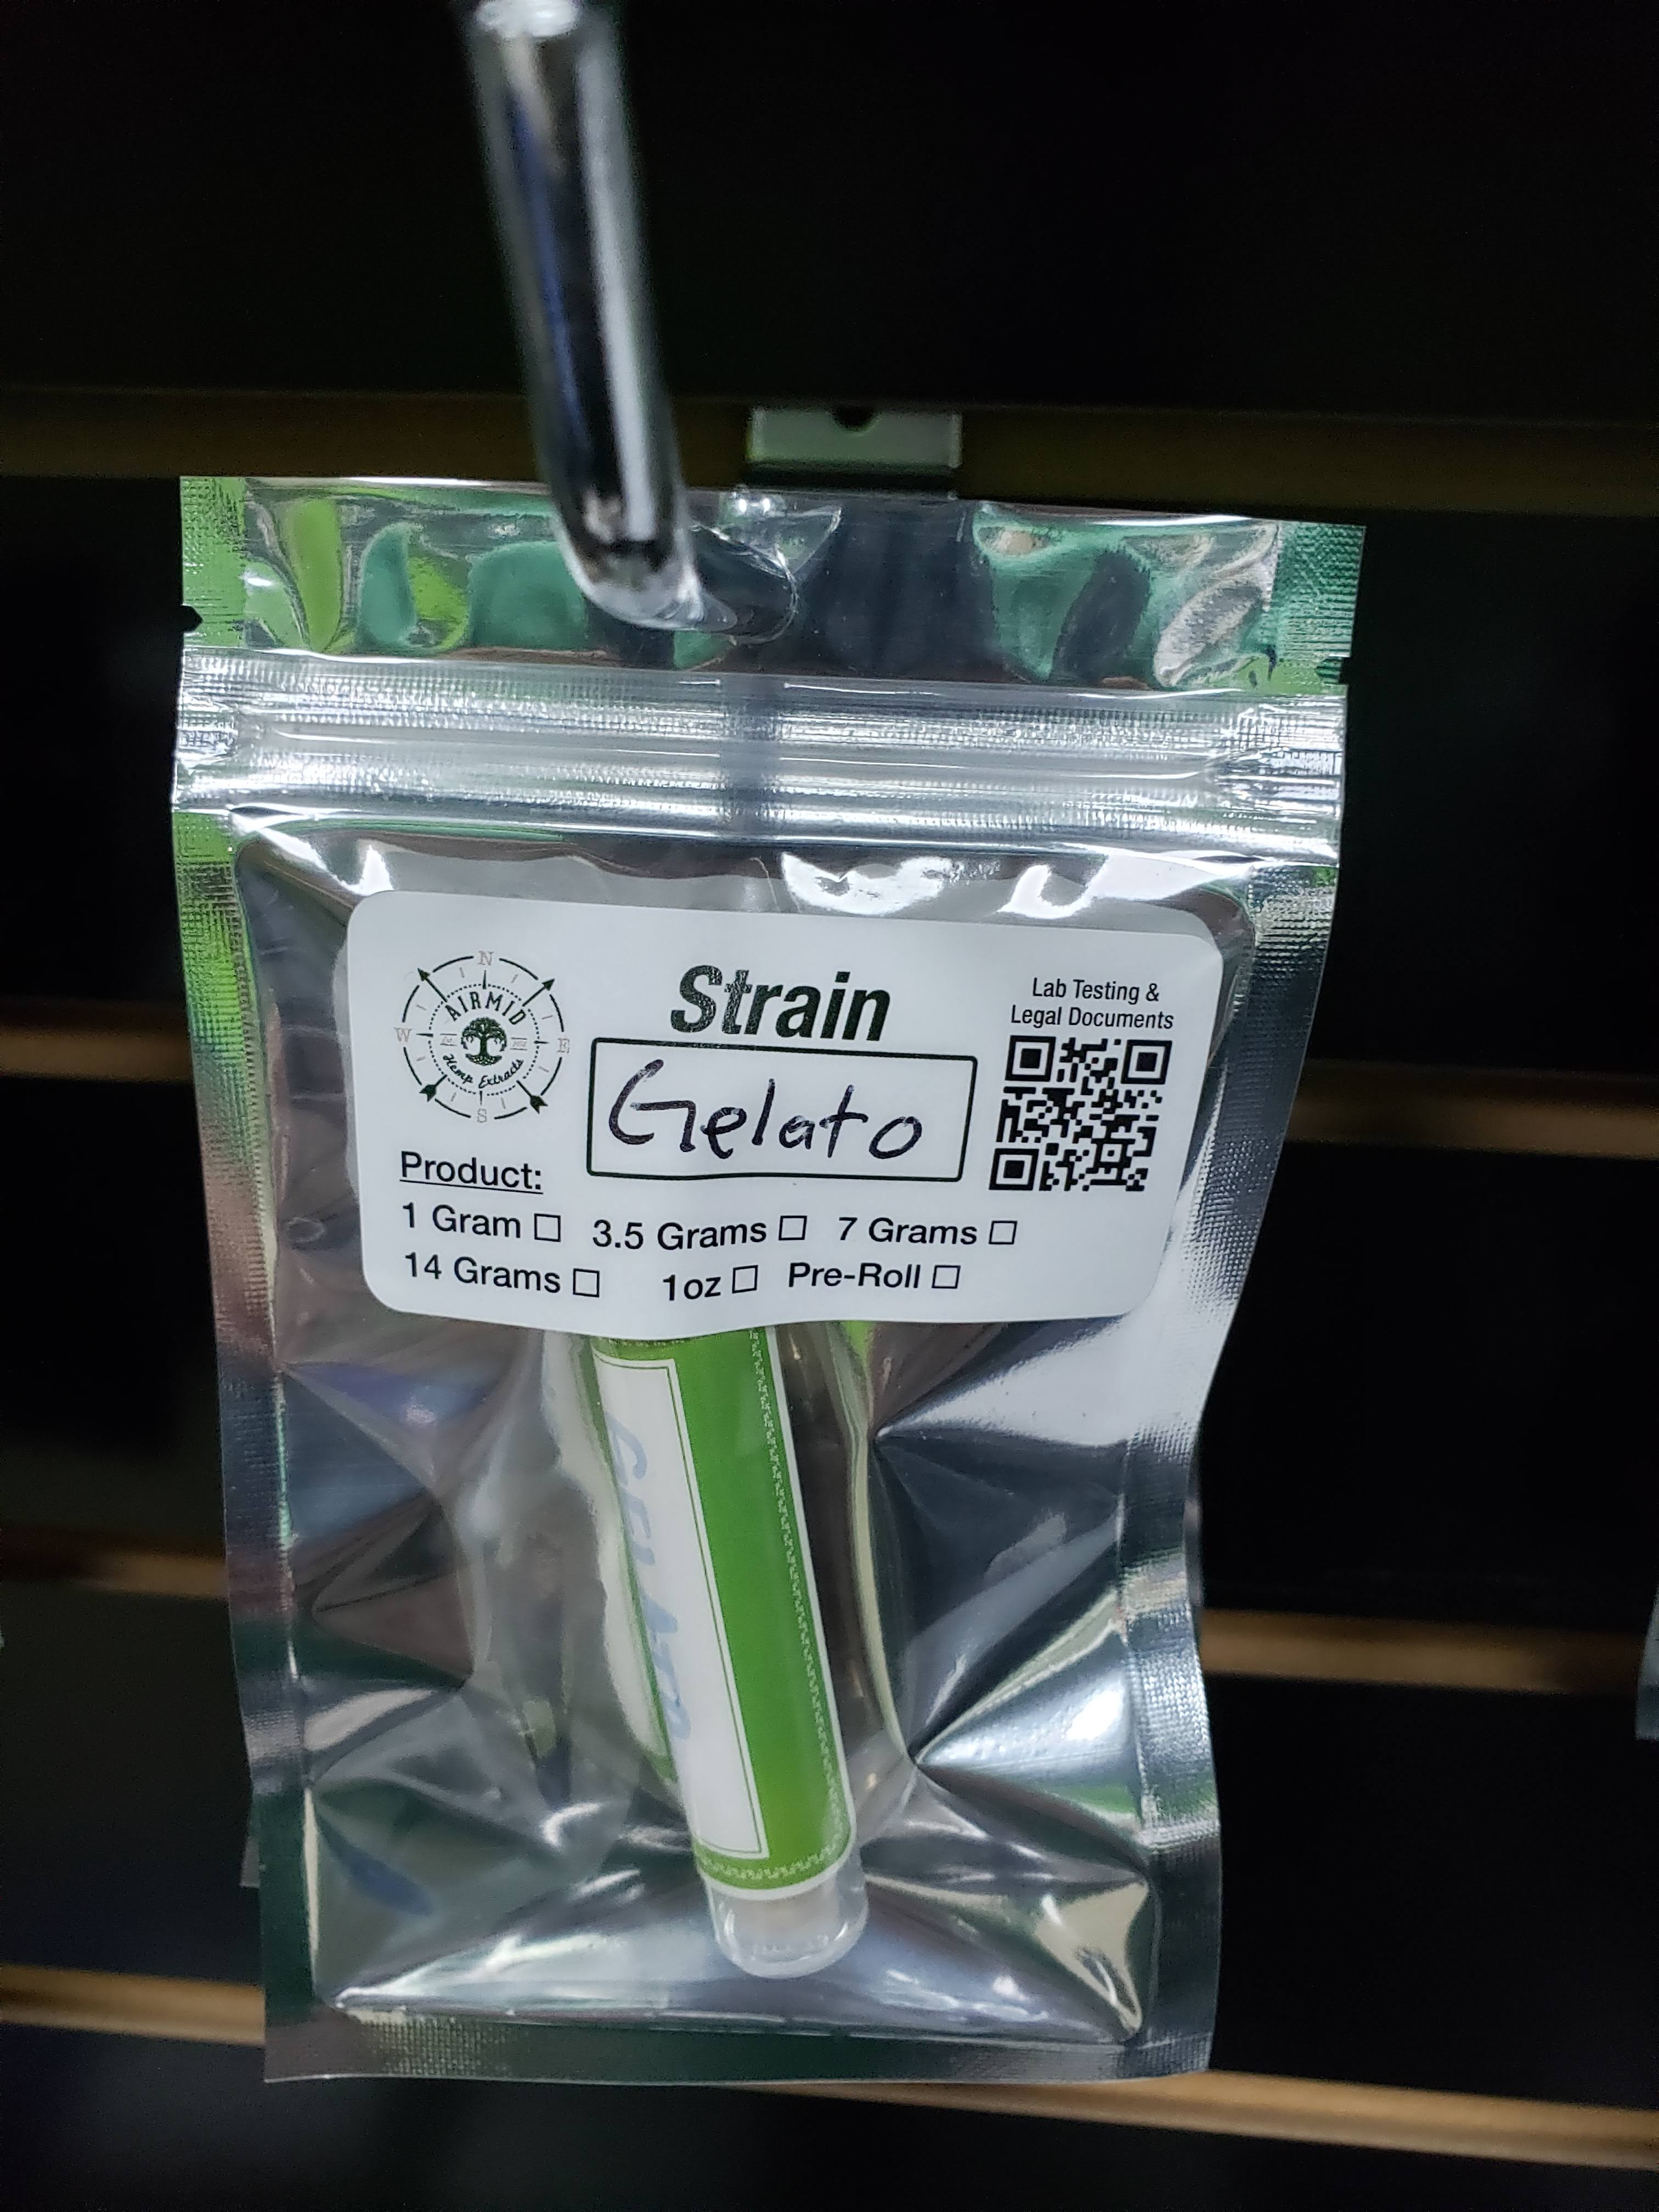 N
W
E
S
AIRMID
Hemp Extracts
Strain
Gelato
Lab Testing &
Legal Documents
Product:
1 Gram ☐ 3.5 Grams ☐ 7 Grams ☐
14 Grams ☐ 1oz ☐ Pre-Roll ☐
GELATO